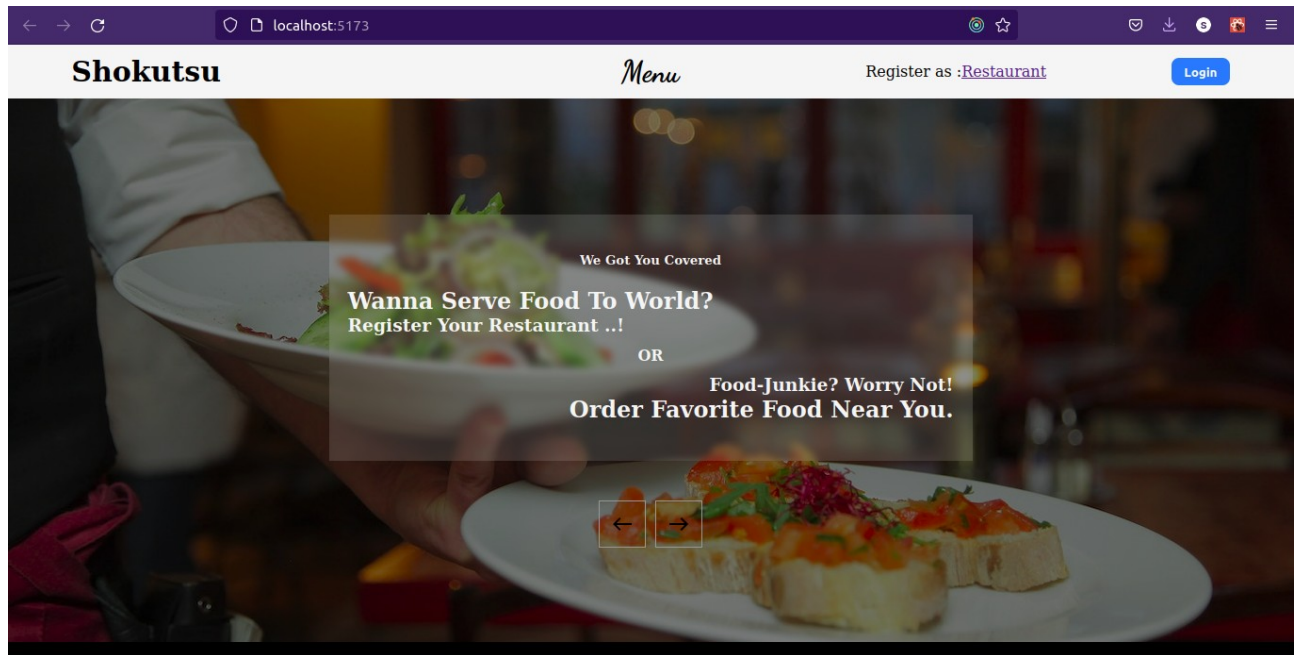 localhost:5173
Shokutsu
Menu
Register as :Restaurant
Login
We Got You Covered
Wanna Serve Food To World?
Register Your Restaurant ..!
OR
Food-Junkie? Worry Not!
Order Favorite Food Near You.